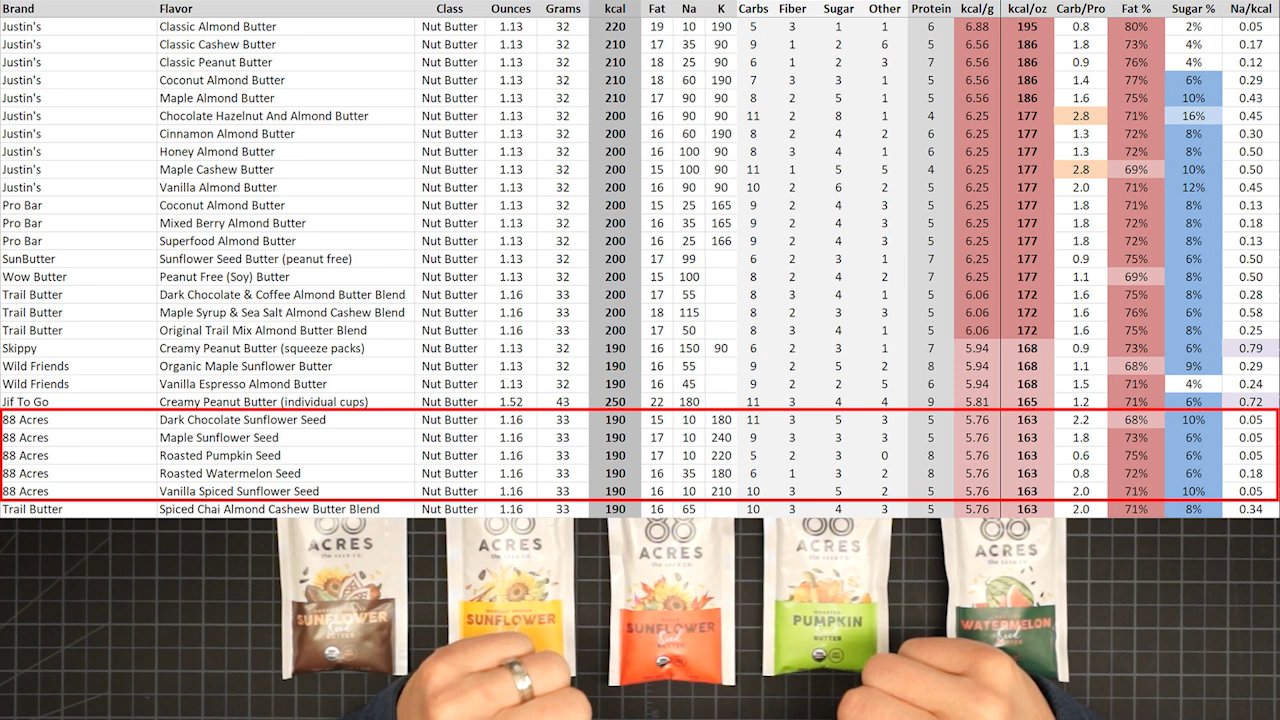 Brand Flavor Class Ounces Grams kcal Fat Na K Carbs Fiber Sugar Other Protein kcal/g kcal/oz Carb/Pro Fat % Sugar % Na/kcal
Justin's Classic Almond Butter Nut Butter 1.13 32 220 19 10 190 5 3 1 1 6 6.88 195 0.8 80% 2% 0.05
Justin's Classic Cashew Butter Nut Butter 1.13 32 210 17 35 90 9 1 2 6 5 6.56 186 1.8 73% 4% 0.17
Justin's Classic Peanut Butter Nut Butter 1.13 32 210 18 25 90 6 1 2 3 7 6.56 186 0.9 76% 4% 0.12
Justin's Coconut Almond Butter Nut Butter 1.13 32 210 18 60 190 7 3 3 1 5 6.56 186 1.4 77% 6% 0.29
Justin's Maple Almond Butter Nut Butter 1.13 32 210 17 90 90 8 2 5 1 5 6.56 186 1.6 75% 10% 0.43
Justin's Chocolate Hazelnut And Almond Butter Nut Butter 1.13 32 200 16 90 90 11 2 8 1 4 6.25 177 2.8 71% 16% 0.45
Justin's Cinnamon Almond Butter Nut Butter 1.13 32 200 16 60 190 8 2 4 2 6 6.25 177 1.3 72% 8% 0.30
Justin's Honey Almond Butter Nut Butter 1.13 32 200 16 100 190 8 3 4 1 6 6.25 177 1.3 72% 8% 0.50
Justin's Maple Cashew Butter Nut Butter 1.13 32 200 15 100 90 11 1 5 5 4 6.25 177 2.8 69% 10% 0.50
Justin's Vanilla Almond Butter Nut Butter 1.13 32 200 16 90 90 10 2 6 2 5 6.25 177 2.0 71% 12% 0.45
Pro Bar Coconut Almond Butter Nut Butter 1.13 32 200 15 25 165 9 2 4 3 5 6.25 177 1.8 71% 8% 0.13
Pro Bar Mixed Berry Almond Butter Nut Butter 1.13 32 200 16 35 165 9 2 4 3 5 6.25 177 1.8 72% 8% 0.18
Pro Bar Superfood Almond Butter Nut Butter 1.13 32 200 16 25 166 9 2 4 3 5 6.25 177 1.8 72% 8% 0.13
SunButter Sunflower Seed Butter (peanut free) Nut Butter 1.13 32 200 17 99 6 2 3 1 7 6.25 177 0.9 75% 6% 0.50
Wow Butter Peanut Free (Soy) Butter Nut Butter 1.13 32 200 15 100 8 2 4 2 7 6.25 177 1.1 69% 8% 0.50
Trail Butter Dark Chocolate & Coffee Almond Butter Blend Nut Butter 1.16 33 200 17 55 8 3 4 1 5 6.06 172 1.6 75% 8% 0.28
Trail Butter Maple Syrup & Sea Salt Almond Cashew Blend Nut Butter 1.16 33 200 18 115 8 2 4 2 5 6.06 172 1.6 76% 8% 0.58
Trail Butter Original Trail Mix Almond Butter Blend Nut Butter 1.16 33 200 17 50 8 3 4 1 5 6.06 172 1.6 75% 8% 0.25
Skippy Creamy Peanut Butter (squeeze packs) Nut Butter 1.13 32 190 16 150 90 6 2 3 1 7 5.94 168 0.9 73% 6% 0.79
Wild Friends Organic Maple Sunflower Butter Nut Butter 1.13 32 190 16 55 9 2 4 3 8 5.94 168 1.1 68% 9% 0.29
Wild Friends Vanilla Espresso Almond Butter Nut Butter 1.13 32 190 16 45 9 2 2 5 6 5.94 168 1.5 71% 4% 0.24
Jif To Go Creamy Peanut Butter (individual cups) Nut Butter 1.52 43 250 22 180 11 3 4 4 9 5.81 165 1.2 71% 6% 0.72
88 Acres Dark Chocolate Sunflower Seed Nut Butter 1.16 33 190 15 10 180 11 3 5 3 5 5.76 163 2.2 68% 10% 0.05
88 Acres Maple Sunflower Seed Nut Butter 1.16 33 190 17 10 240 9 3 3 3 5 5.76 163 1.8 73% 6% 0.05
88 Acres Roasted Pumpkin Seed Nut Butter 1.16 33 190 17 10 220 5 2 3 0 8 5.76 163 0.6 75% 6% 0.05
88 Acres Roasted Watermelon Seed Nut Butter 1.16 33 190 16 35 180 6 1 3 2 8 5.76 163 0.8 72% 6% 0.18
88 Acres Vanilla Spiced Sunflower Seed Nut Butter 1.16 33 190 16 10 210 10 3 5 2 5 5.76 163 2.0 71% 10% 0.05
Trail Butter Spiced Chai Almond Cashew Butter Blend Nut Butter 1.16 33 190 16 65 10 3 4 3 5 5.76 163 2.0 71% 8% 0.34
88 88 88 88 88
ACRES ACRES ACRES ACRES ACRES
the SEED CO. the SEED CO. the SEED CO. the SEED CO. the SEED CO.
SUNFLOWER SUNFLOWER SUNFLOWER PUMPKIN WATERMELON
Seed Seed Seed
BUTTER BUTTER BUTTER BUTTER